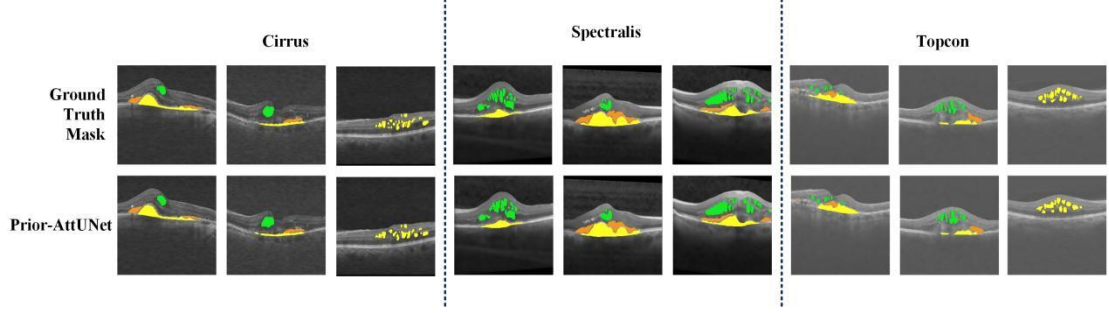 Cirrus
Spectralis
Topcon
Ground
Truth
Mask
Prior-AttUNet